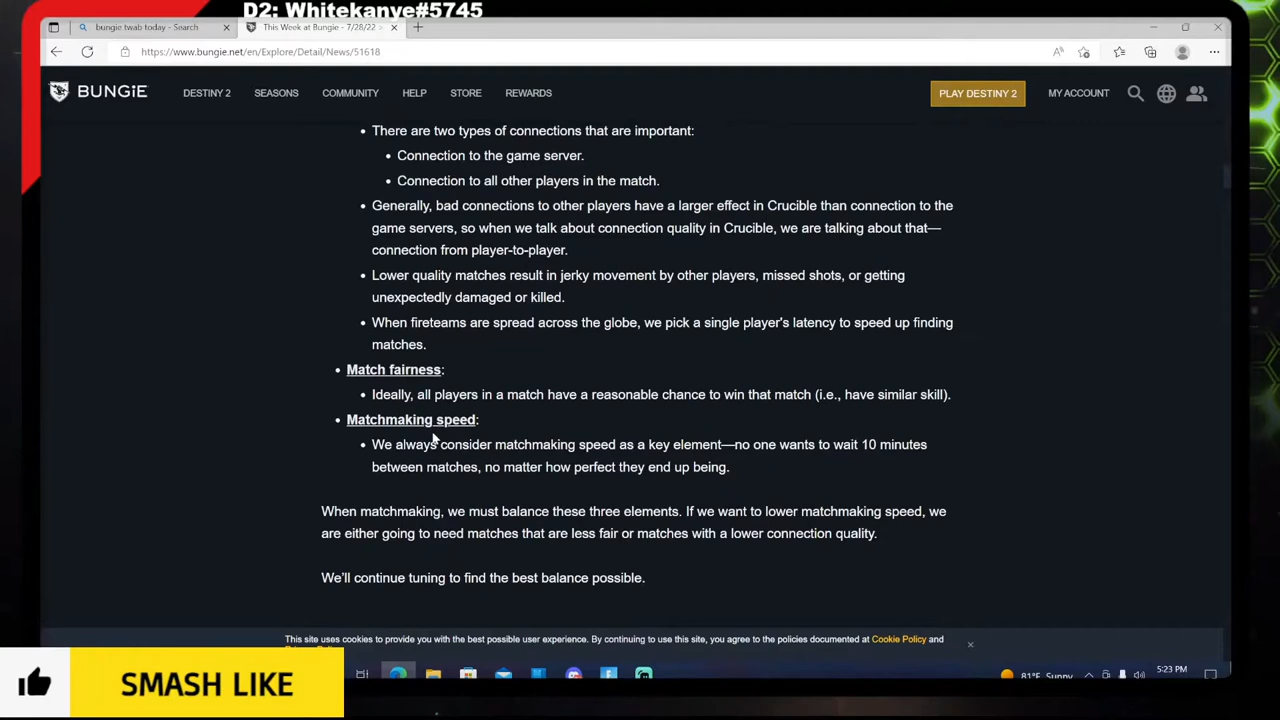 D2: Whitekanye#5745
bungie twab today - Search
This Week at Bungie - 7/28/22 >
https://www.bungie.net/en/Explore/Detail/News/51618
BUNGiE
DESTINY 2 SEASONS COMMUNITY HELP STORE REWARDS PLAY DESTINY 2 MY ACCOUNT
• There are two types of connections that are important:
• Connection to the game server.
• Connection to all other players in the match.
• Generally, bad connections to other players have a larger effect in Crucible than connection to the
game servers, so when we talk about connection quality in Crucible, we are talking about that—
connection from player-to-player.
• Lower quality matches result in jerky movement by other players, missed shots, or getting
unexpectedly damaged or killed.
• When fireteams are spread across the globe, we pick a single player's latency to speed up finding
matches.
• Match fairness:
• Ideally, all players in a match have a reasonable chance to win that match (i.e., have similar skill).
• Matchmaking speed:
• We always consider matchmaking speed as a key element—no one wants to wait 10 minutes
between matches, no matter how perfect they end up being.
When matchmaking, we must balance these three elements. If we want to lower matchmaking speed, we
are either going to need matches that are less fair or matches with a lower connection quality.
We'll continue tuning to find the best balance possible.
This site uses cookies to provide you with the best possible user experience. By continuing to use this site, you agree to the policies documented at Cookie Policy and
SMASH LIKE
81°F Sunny
5:23 PM